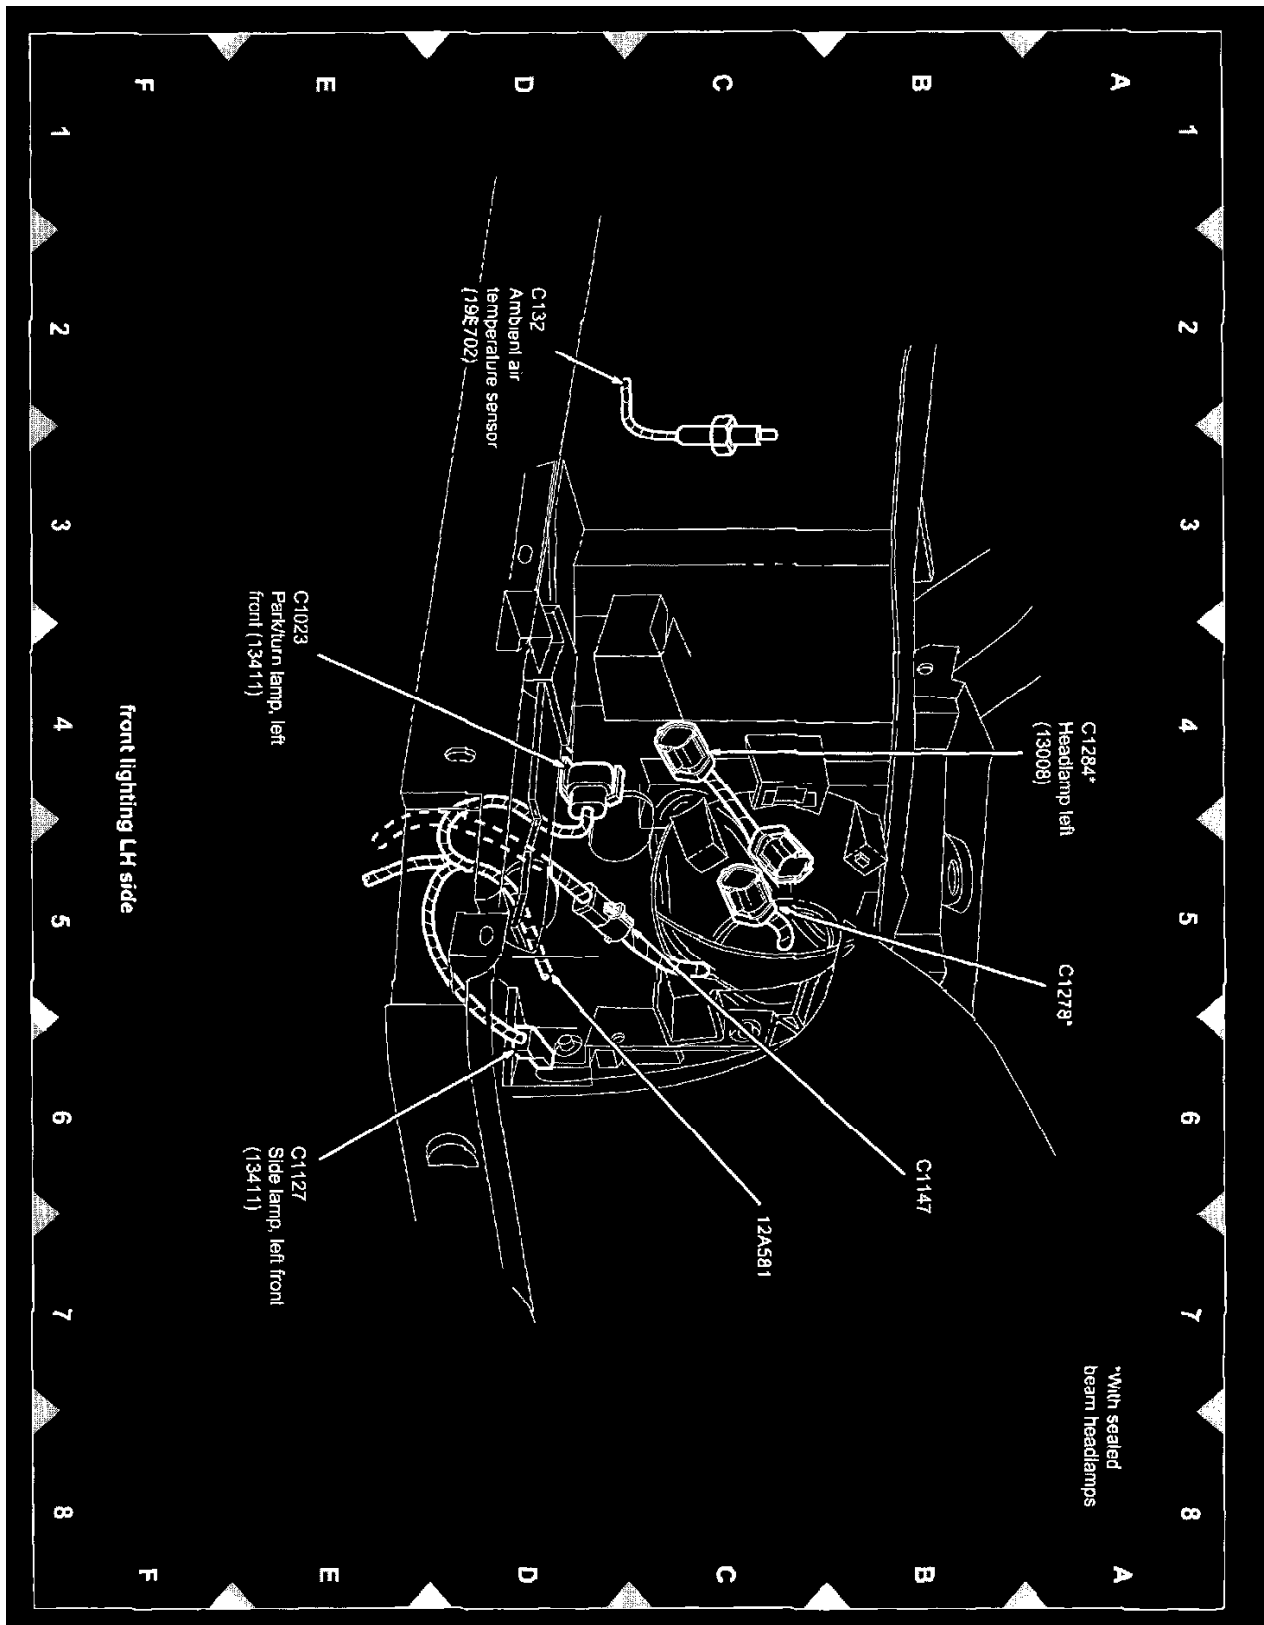 1 2 3 4 5 6 7 8
A A
B B
C C
D D
E E
F F
*With sealed
beam headlamps
C1284*
Headlamp left
(13008)
C1278*
C1147
12A581
C132
Ambient air
temperature sensor
(19E702)
C1023
Park/turn lamp, left
front (13411)
C1127
Side lamp, left front
(13411)
front lighting LH side
1 2 3 4 5 6 7 8